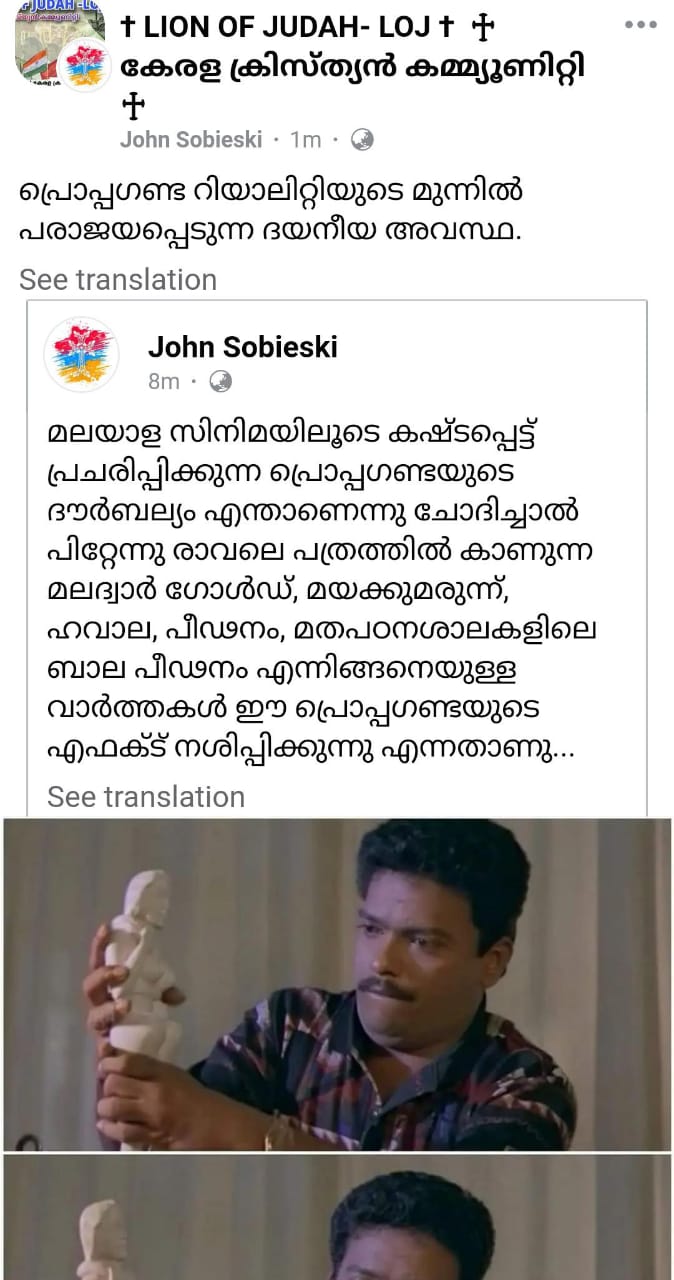 † LION OF JUDAH- LOJ † ✢
കേരള ക്രിസ്ത്യൻ കമ്മ്യൂണിറ്റി
✢
John Sobieski · 1m ·
പ്രൊപ്പഗണ്ട റിയാലിറ്റിയുടെ മുന്നിൽ
പരാജയപ്പെടുന്ന ദയനീയ അവസ്ഥ.
See translation
John Sobieski
8m ·
മലയാള സിനിമയിലൂടെ കഷ്ടപ്പെട്ട്
പ്രചരിപ്പിക്കുന്ന പ്രൊപ്പഗണ്ടയുടെ
ദൗർബല്യം എന്താണെന്നു ചോദിച്ചാൽ
പിറ്റേന്നു രാവലെ പത്രത്തിൽ കാണുന്ന
മലദ്വാർ ഗോൾഡ്, മയക്കുമരുന്ന്,
ഹവാല, പീഢനം, മതപഠനശാലകളിലെ
ബാല പീഢനം എന്നിങ്ങനെയുള്ള
വാർത്തകൾ ഈ പ്രൊപ്പഗണ്ടയുടെ
എഫക്ട് നശിപ്പിക്കുന്നു എന്നതാണു...
See translation